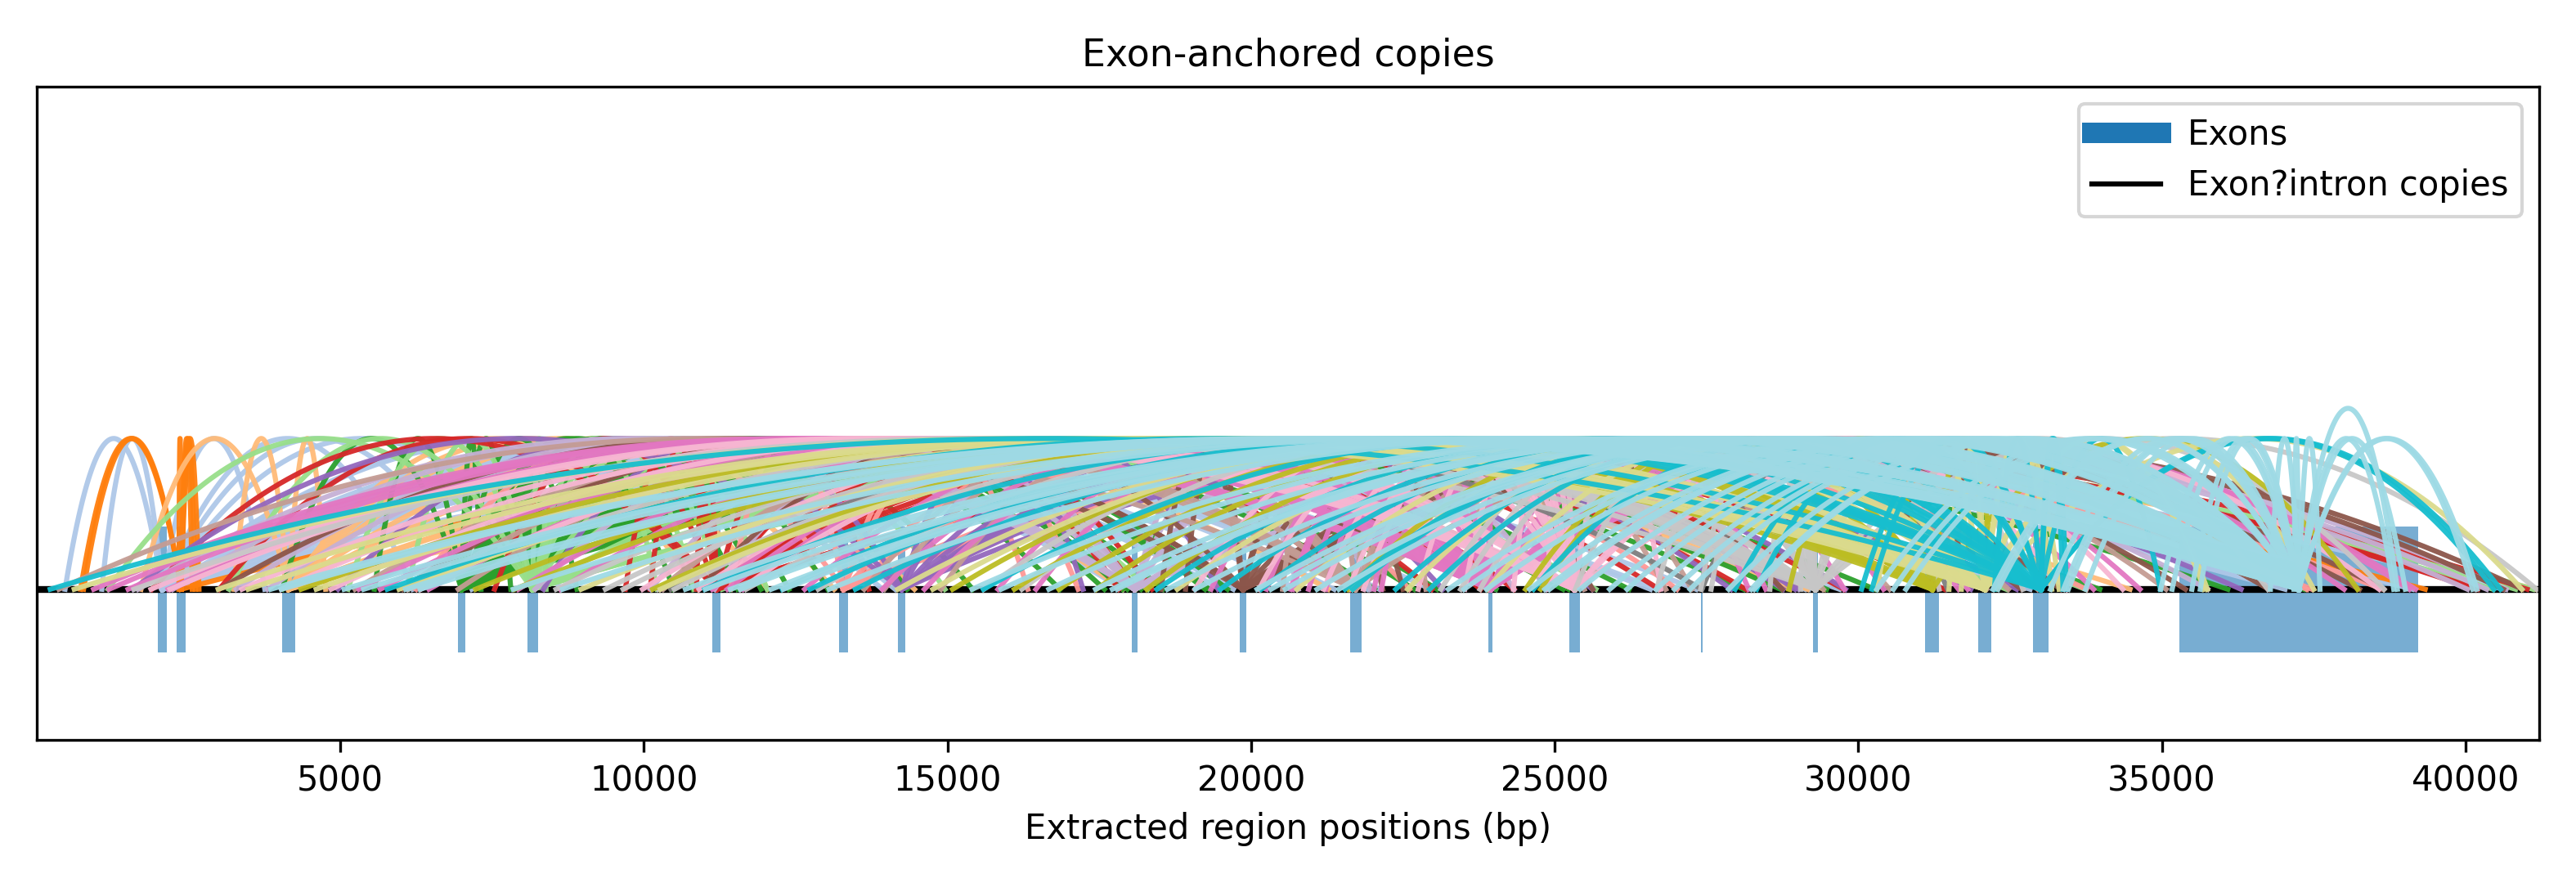 Exon-anchored copies
Exons
Exon?intron copies
5000 10000 15000 20000 25000 30000 35000 40000
Extracted region positions (bp)